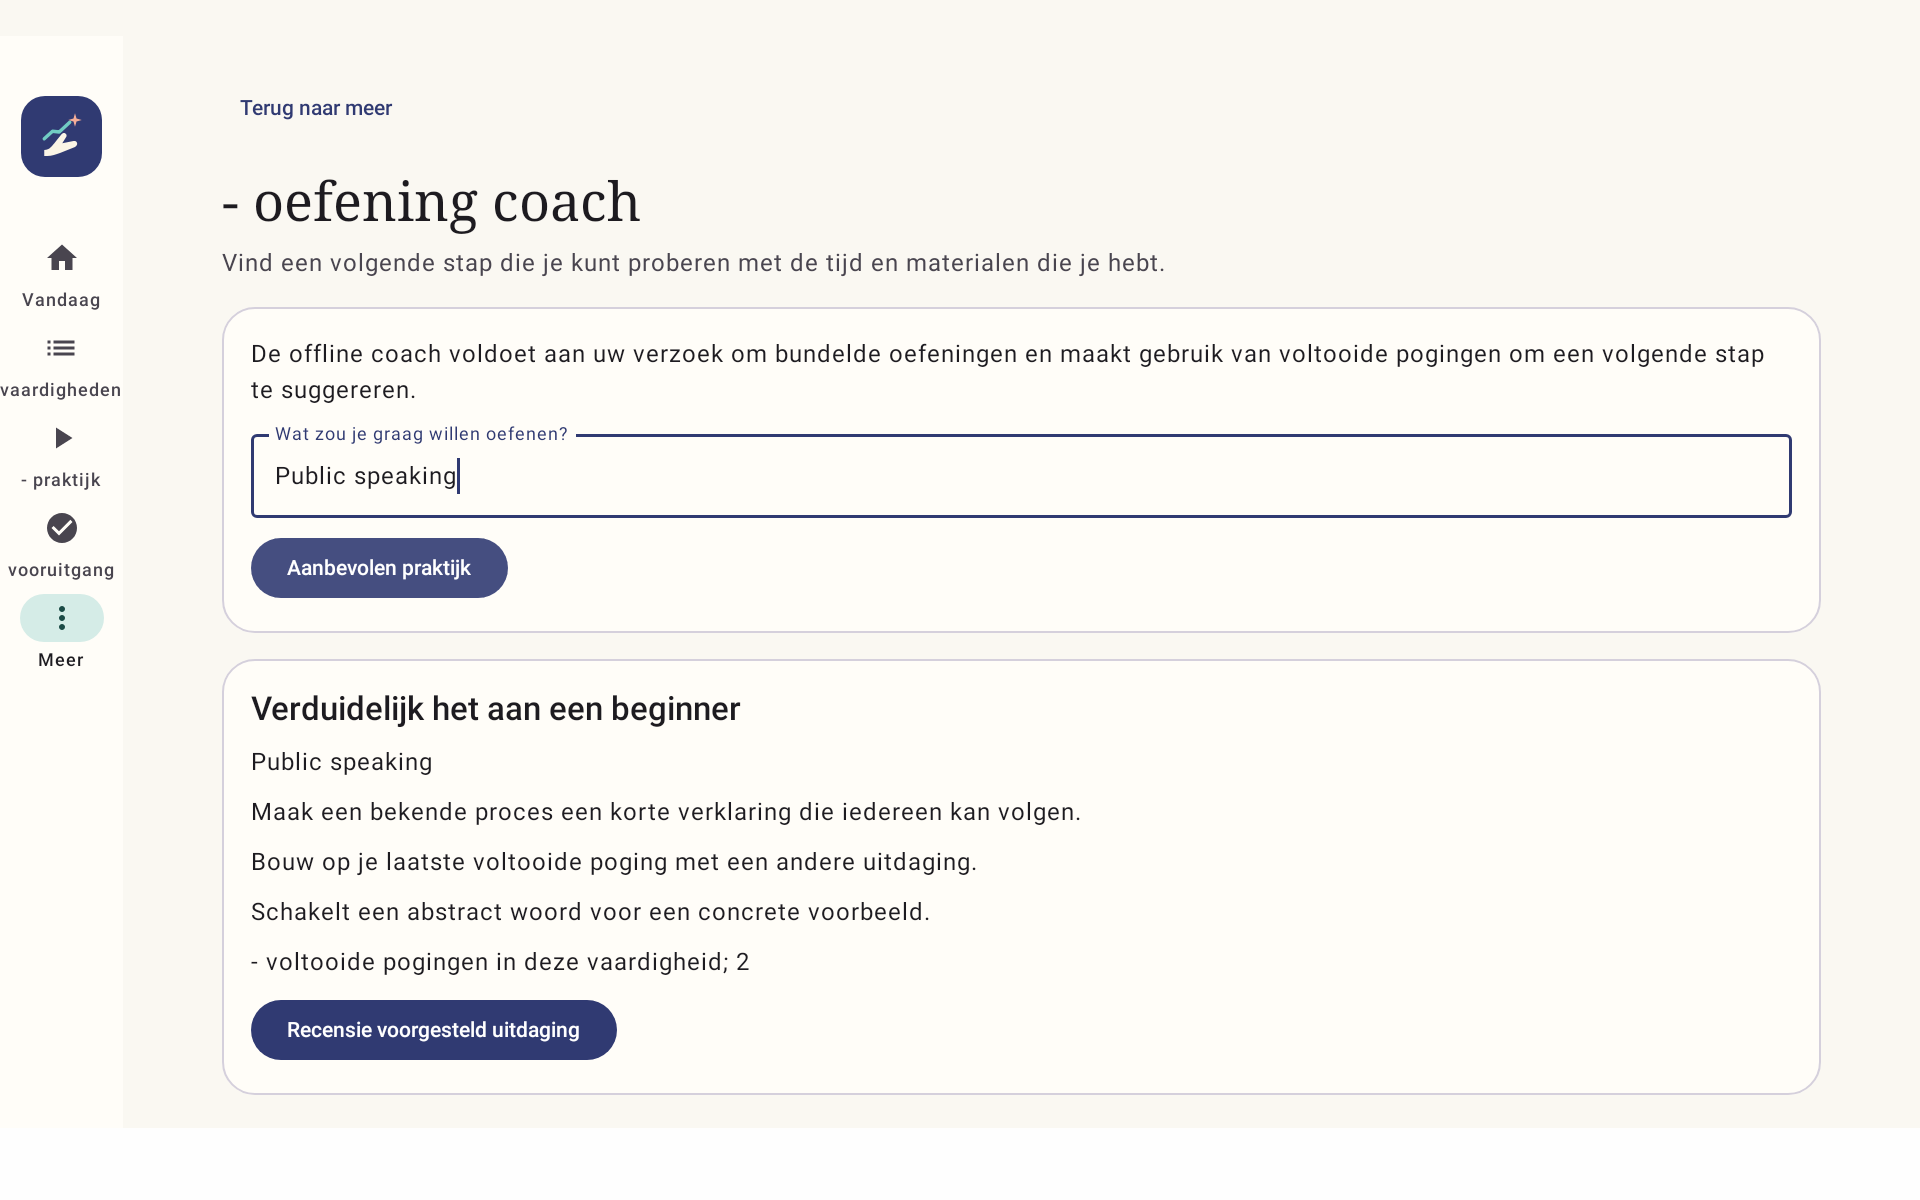 Terug naar meer
- oefening coach
Vind een volgende stap die je kunt proberen met de tijd en materialen die je hebt.
Vandaag
vaardigheden
- praktijk
vooruitgang
Meer
De offline coach voldoet aan uw verzoek om bundelde oefeningen en maakt gebruik van voltooide pogingen om een volgende stap
te suggereren.
Wat zou je graag willen oefenen?
Public speaking
Aanbevolen praktijk
Verduidelijk het aan een beginner
Public speaking
Maak een bekende proces een korte verklaring die iedereen kan volgen.
Bouw op je laatste voltooide poging met een andere uitdaging.
Schakelt een abstract woord voor een concrete voorbeeld.
- voltooide pogingen in deze vaardigheid; 2
Recensie voorgesteld uitdaging